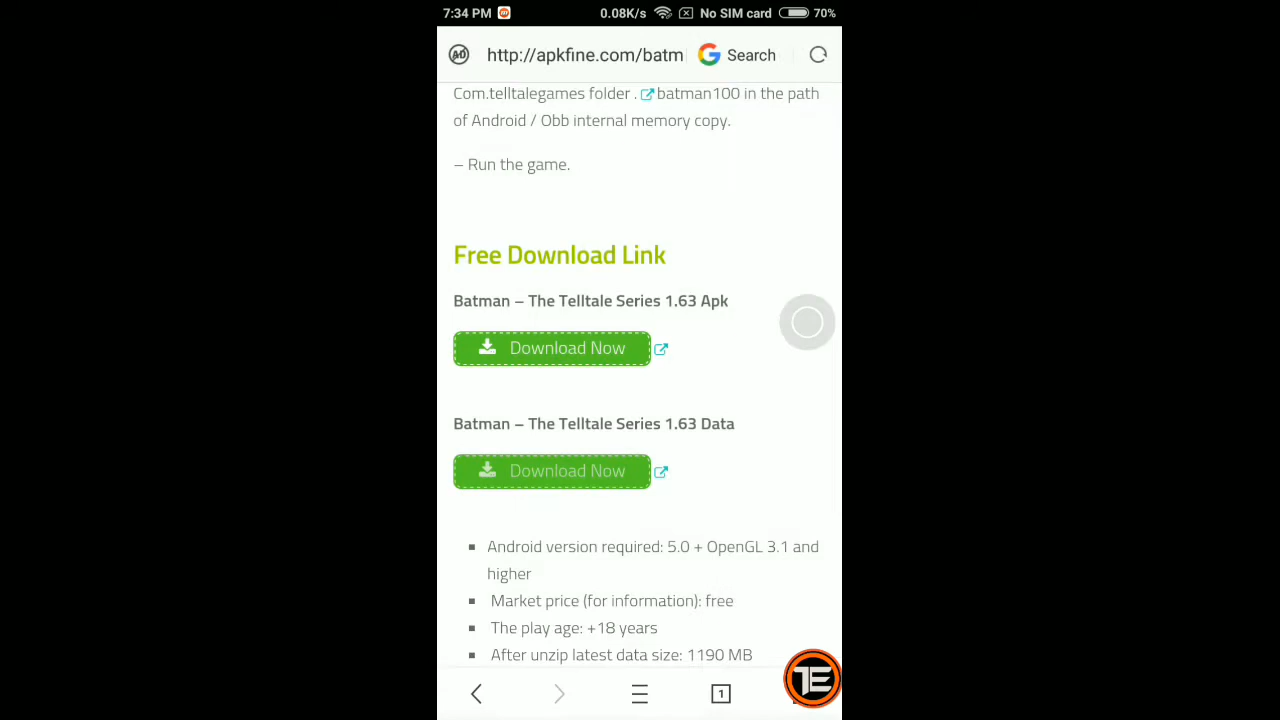 7:34 PM 0.08K/s No SIM card 70%
AD http://apkfine.com/batm Search
Com.telltalegames folder . batman100 in the path
of Android / Obb internal memory copy.
– Run the game.
Free Download Link
Batman – The Telltale Series 1.63 Apk
Download Now
Batman – The Telltale Series 1.63 Data
Download Now
Android version required: 5.0 + OpenGL 3.1 and
higher
Market price (for information): free
The play age: +18 years
After unzip latest data size: 1190 MB
1
TE